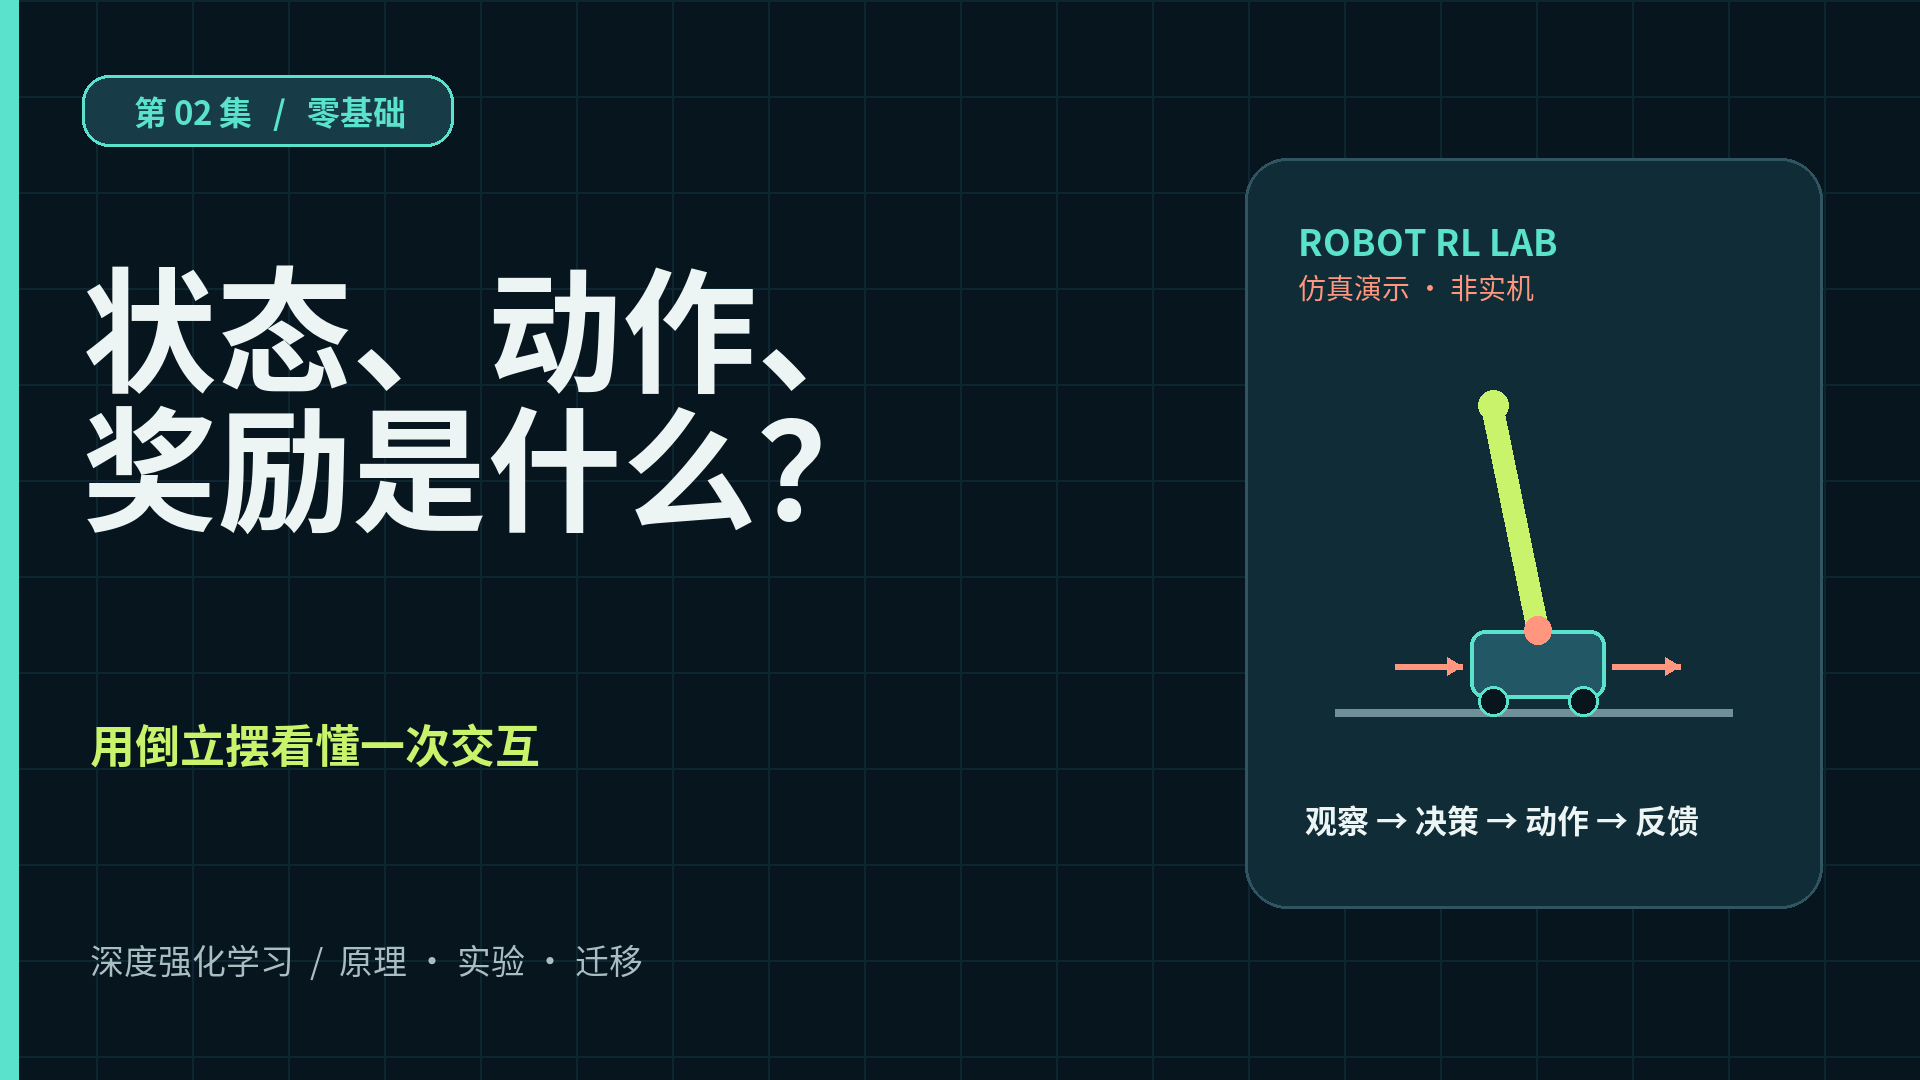 第 02 集 / 零基础
状态、动作、
奖励是什么？
用倒立摆看懂一次交互
深度强化学习 / 原理 · 实验 · 迁移
ROBOT RL LAB
仿真演示 · 非实机
观察 → 决策 → 动作 → 反馈